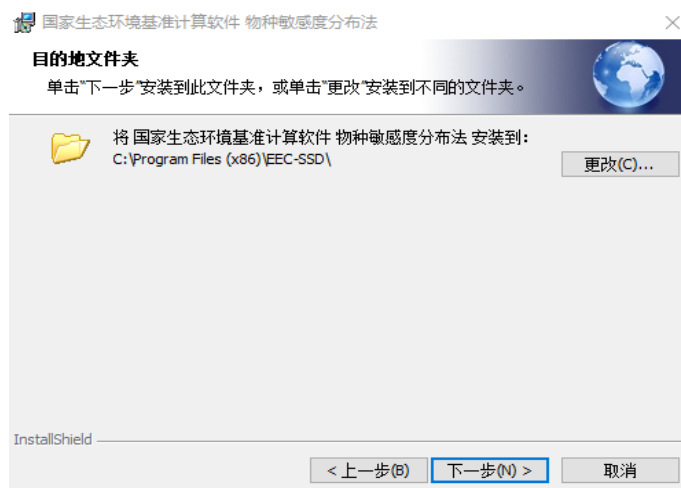 国家生态环境基准计算软件 物种敏感度分布法
目的地文件夹
单击"下一步"安装到此文件夹，或单击"更改"安装到不同的文件夹。
将 国家生态环境基准计算软件 物种敏感度分布法 安装到：
C:\Program Files (x86)\EEC-SSD\
更改(C)...
InstallShield
< 上一步(B)
下一步(N) >
取消